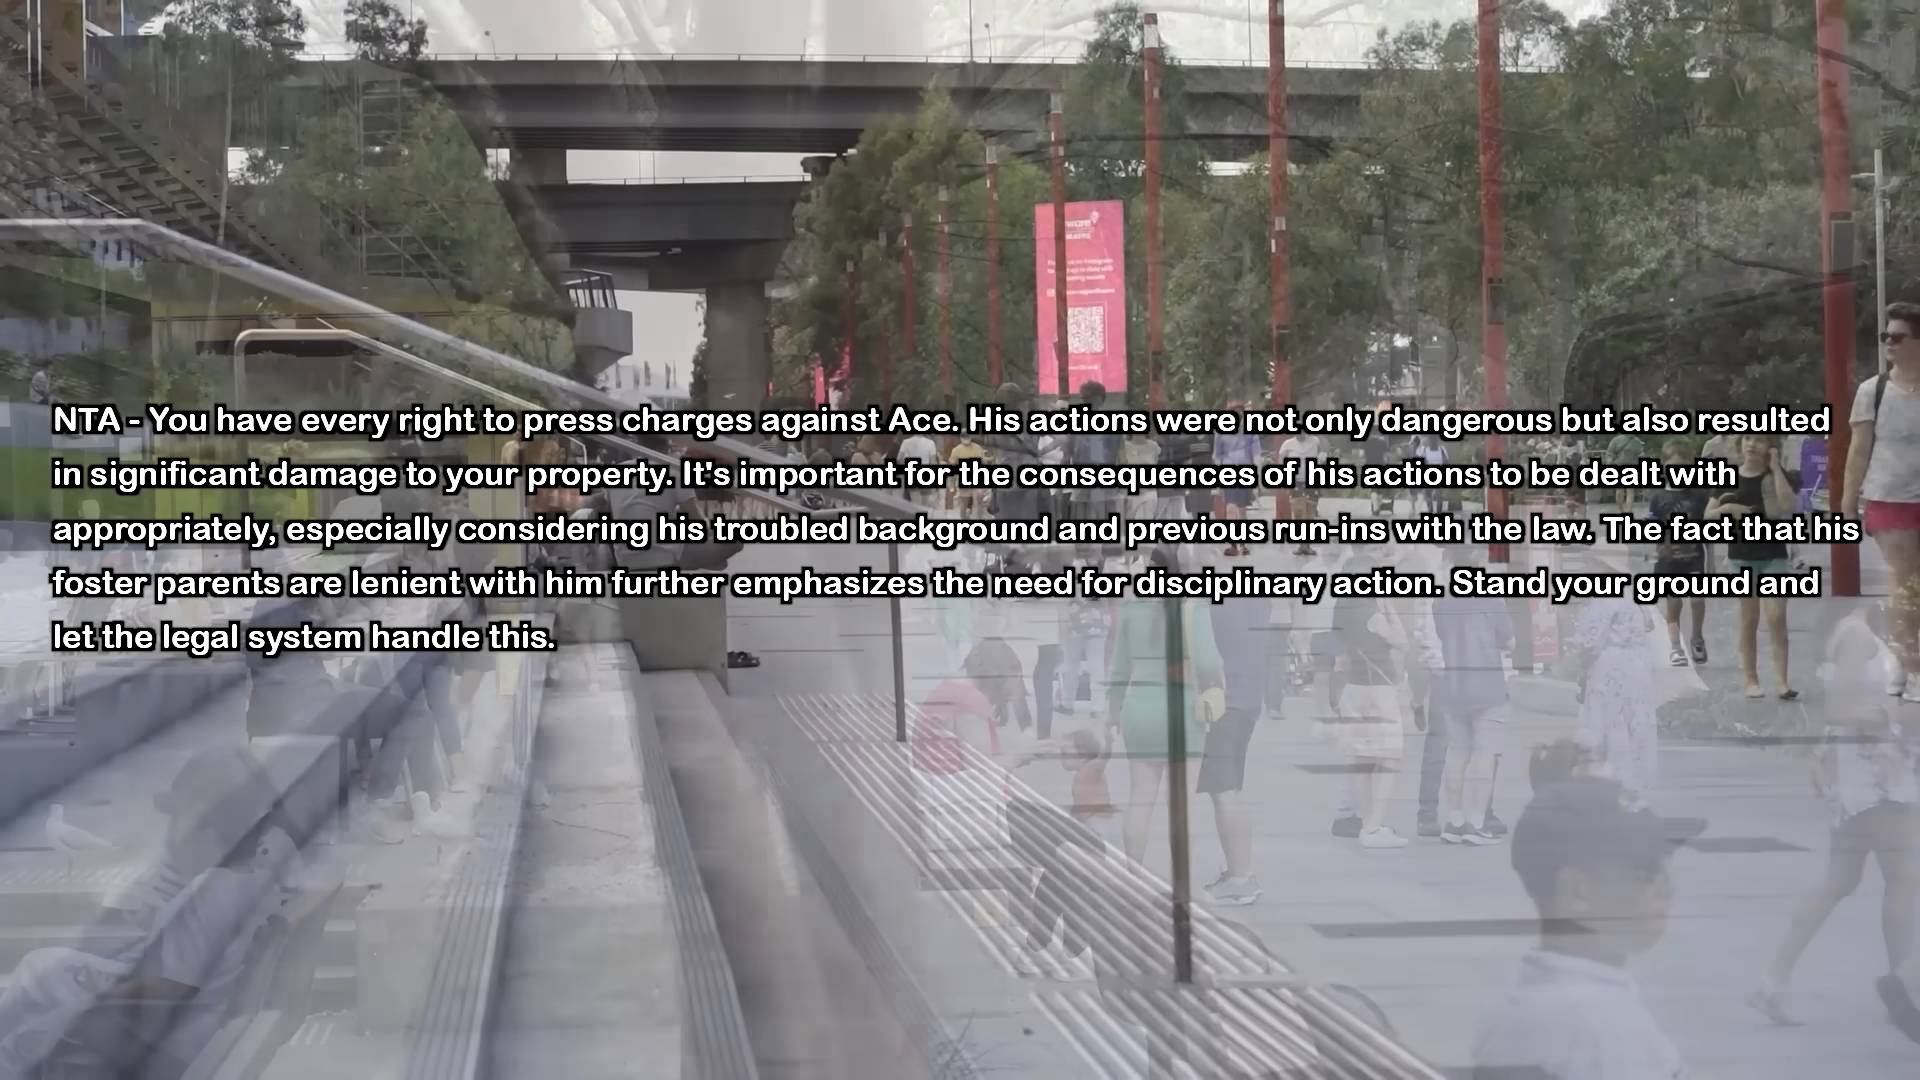 NTA - You have every right to press charges against Ace. His actions were not only dangerous but also resulted
in significant damage to your property. It's important for the consequences of his actions to be dealt with
appropriately, especially considering his troubled background and previous run-ins with the law. The fact that his
foster parents are lenient with him further emphasizes the need for disciplinary action. Stand your ground and
let the legal system handle this.